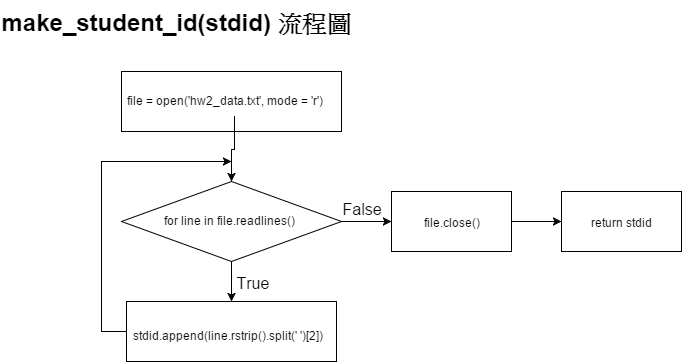 make_student_id(stdid) 流程圖
file = open('hw2_data.txt', mode = 'r')
for line in file.readlines()
False
file.close()
return stdid
True
stdid.append(line.rstrip().split(' ')[2])